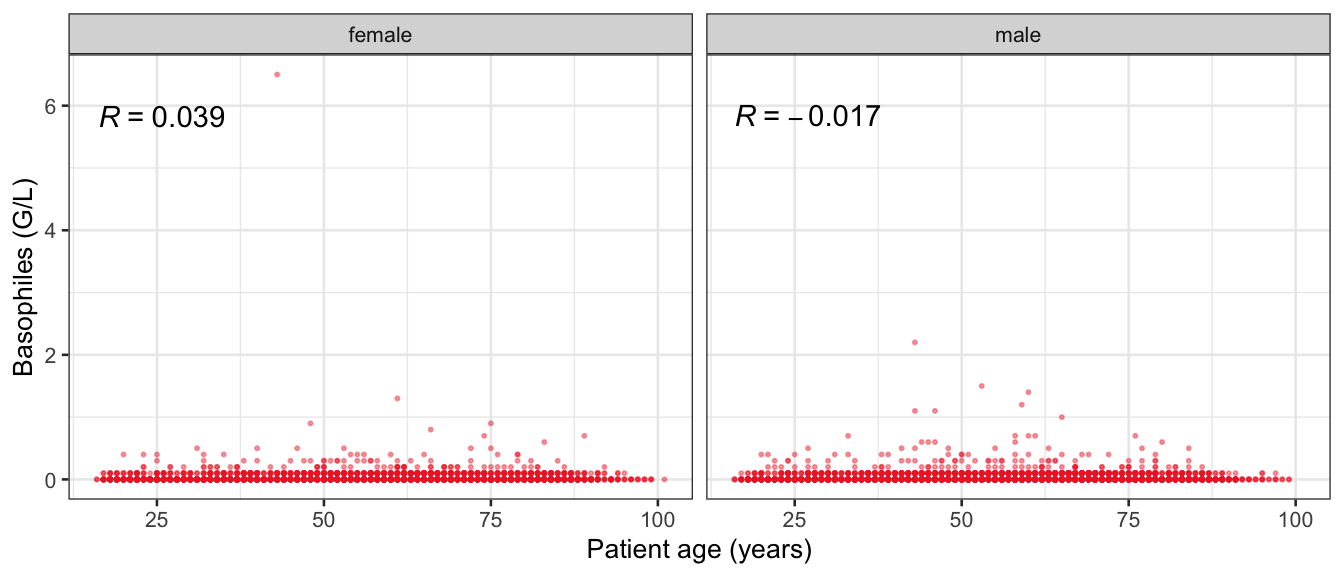 female
male
R = 0.039
R = −0.017
Basophiles (G/L)
6
4
2
0
25 50 75 100
25 50 75 100
Patient age (years)